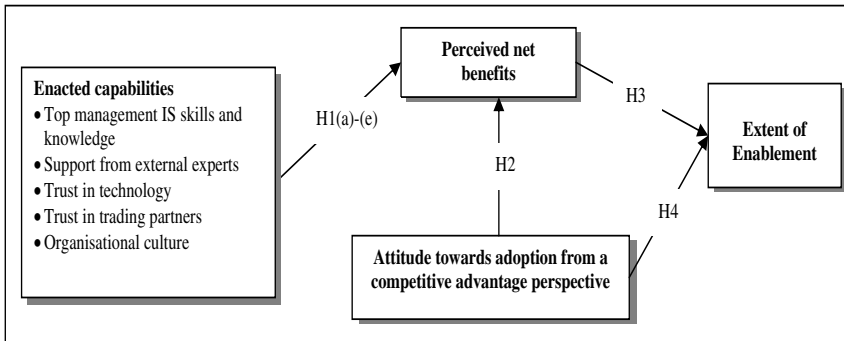 Enacted capabilities
• Top management IS skills and
knowledge
• Support from external experts
• Trust in technology
• Trust in trading partners
• Organisational culture
H1(a)-(e)
Perceived net
benefits
H2
H3
Extent of
Enablement
H4
Attitude towards adoption from a
competitive advantage perspective